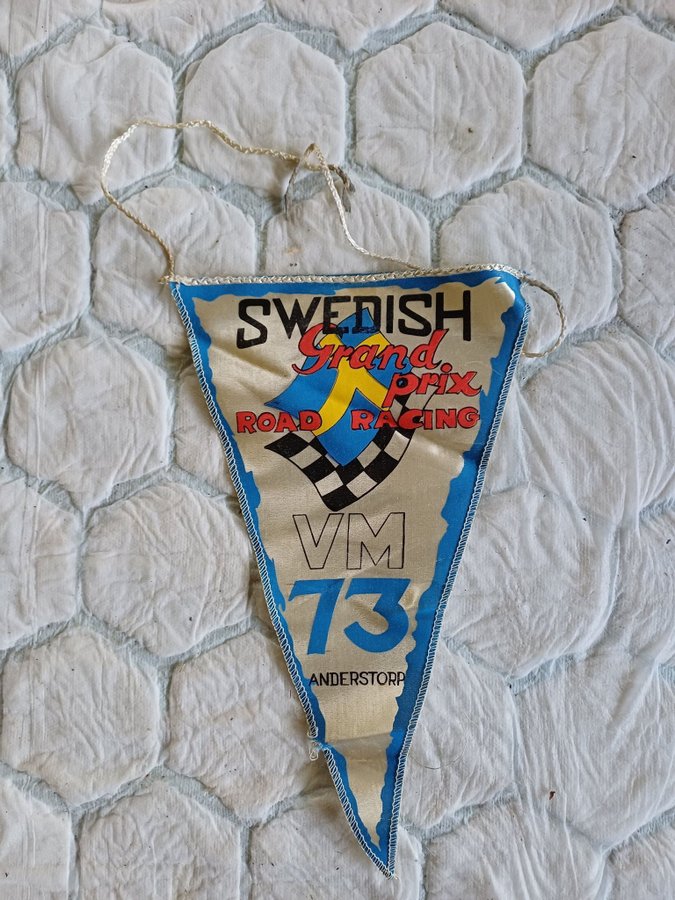 SWEDISH
Grand
prix
ROAD RACING
VM
73
ANDERSTORP